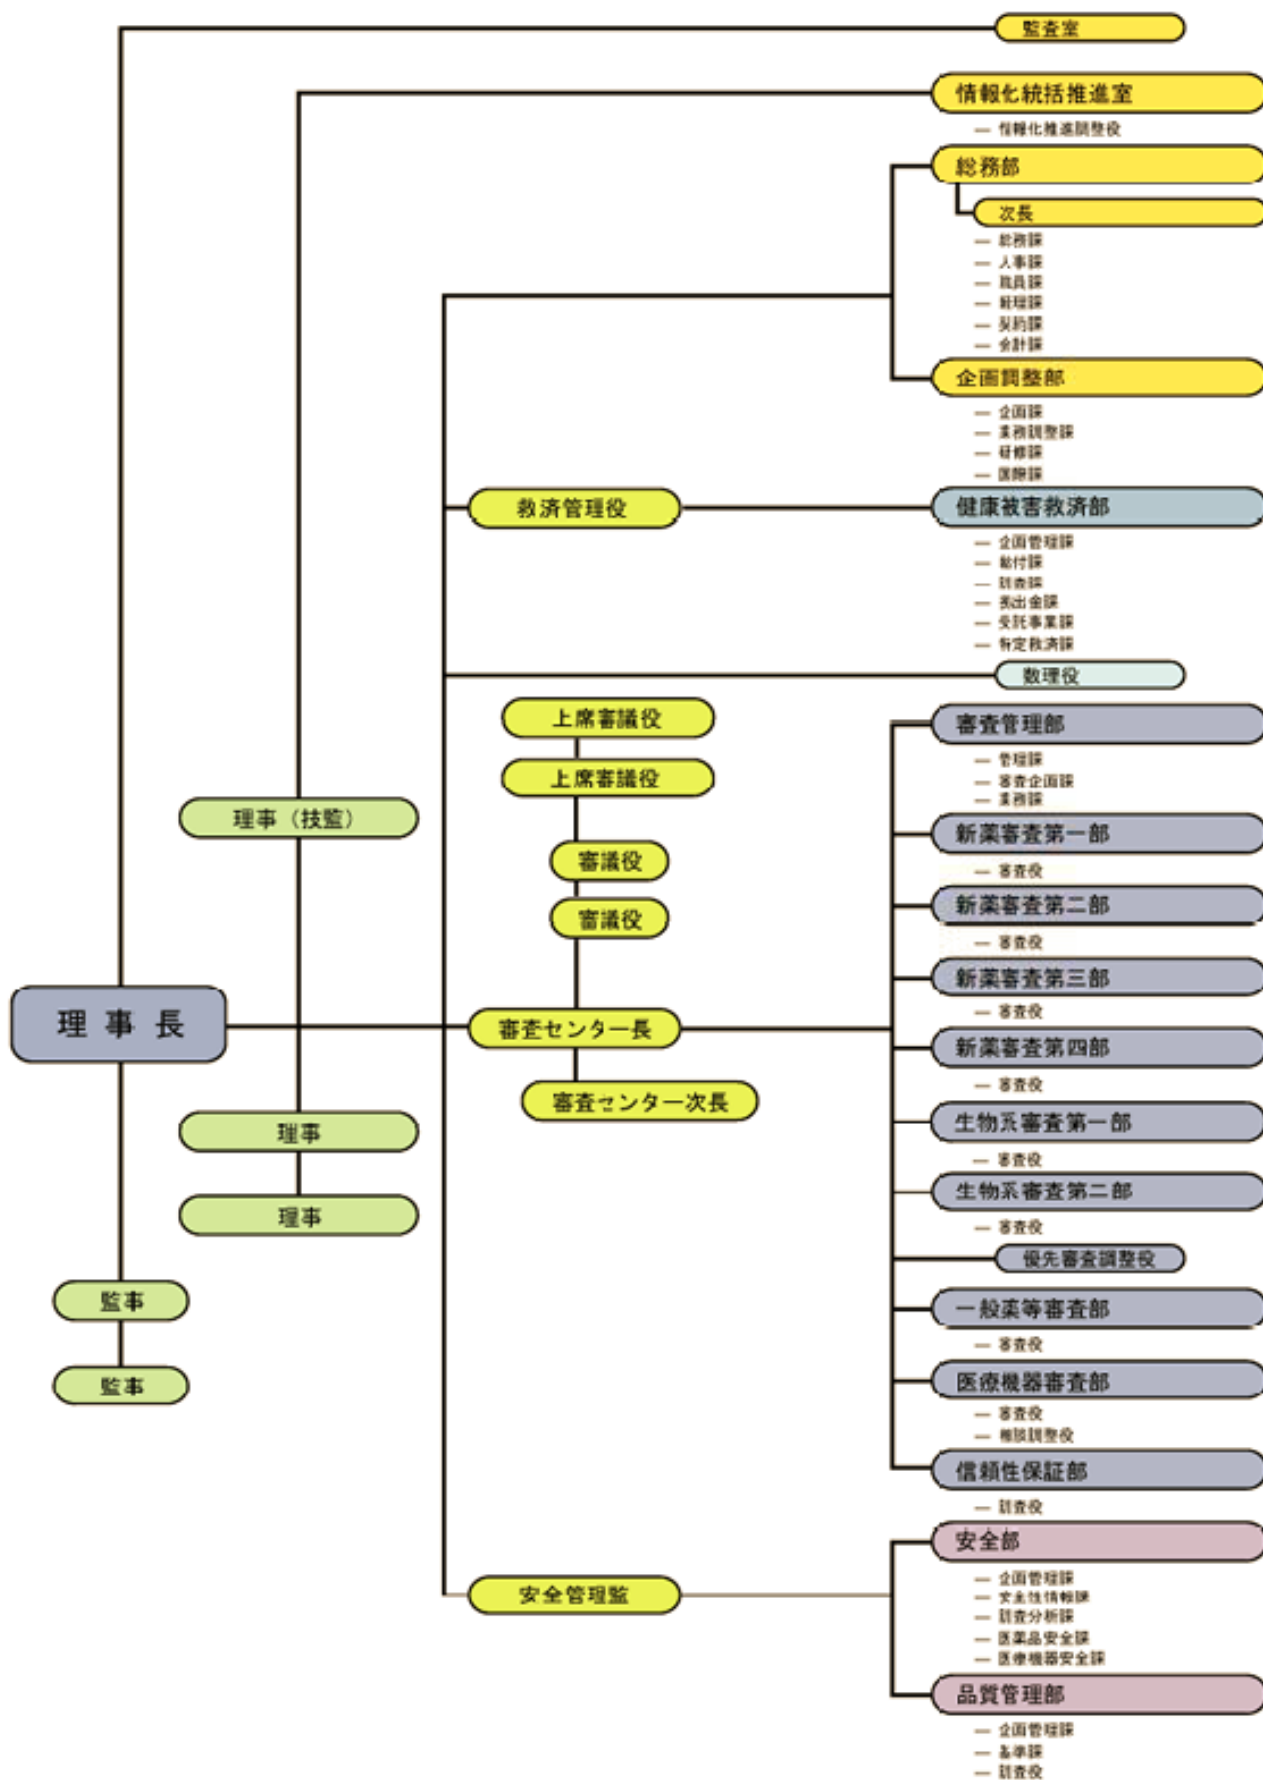 監査室
情報化統括推進室
― 情報化推進調整役
総務部
次長
― 総務課
― 人事課
― 職員課
― 経理課
― 契約課
― 会計課
企画調整部
― 企画課
― 業務調整課
― 研修課
― 国際課
救済管理役
健康被害救済部
― 企画管理課
― 給付課
― 調査課
― 拠出金課
― 受託事業課
― 特定救済課
数理役
上席審議役
上席審議役
審議役
審議役
審査管理部
― 管理課
― 審査企画課
― 業務課
理事（技監）
新薬審査第一部
― 審査役
新薬審査第二部
― 審査役
新薬審査第三部
― 審査役
理事長
審査センター長
新薬審査第四部
― 審査役
審査センター次長
生物系審査第一部
― 審査役
理事
生物系審査第二部
― 審査役
理事
優先審査調整役
監事
一般薬等審査部
― 審査役
監事
医療機器審査部
― 審査役
― 相談調整役
信頼性保証部
― 調査役
安全管理監
安全部
― 企画管理課
― 安全性情報課
― 調査分析課
― 医薬品安全課
― 医療機器安全課
品質管理部
― 企画管理課
― 基準課
― 調査役